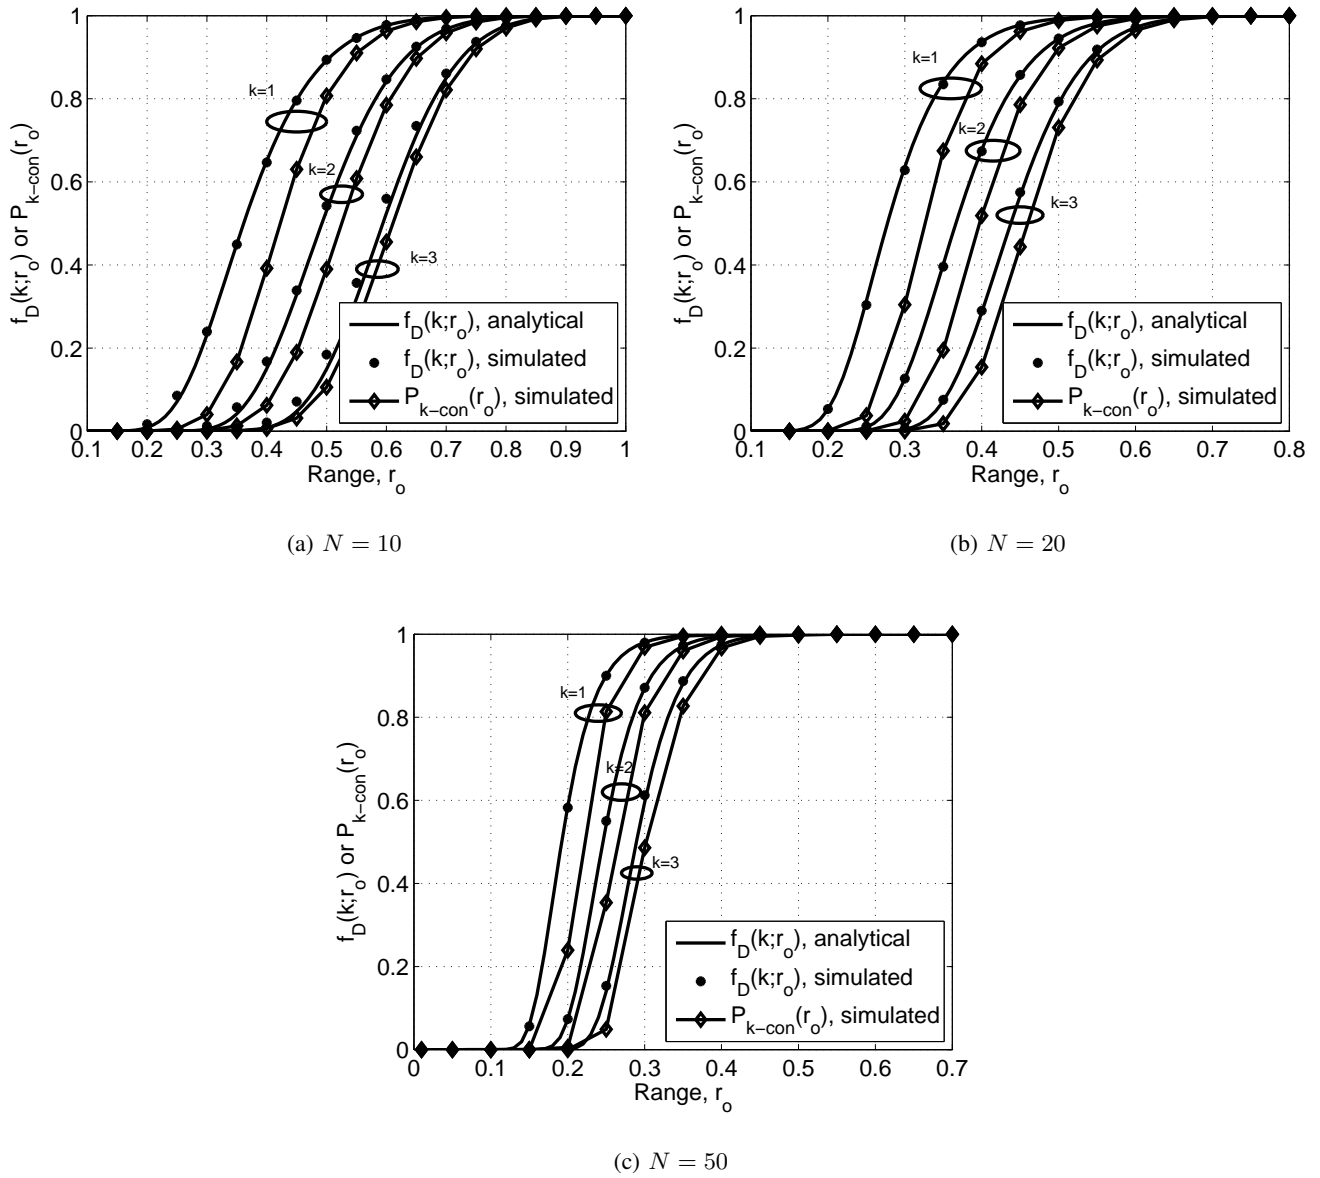 1
0.8
0.6
0.4
0.2
0
f_D(k;r_o) or P_{k−con}(r_o)
k=1
k=2
k=3
f_D(k;r_o), analytical
f_D(k;r_o), simulated
P_{k−con}(r_o), simulated
0.1 0.2 0.3 0.4 0.5 0.6 0.7 0.8 0.9 1
Range, r_o
(a) N = 10
1
0.8
0.6
0.4
0.2
0
f_D(k;r_o) or P_{k−con}(r_o)
k=1
k=2
k=3
f_D(k;r_o), analytical
f_D(k;r_o), simulated
P_{k−con}(r_o), simulated
0.1 0.2 0.3 0.4 0.5 0.6 0.7 0.8
Range, r_o
(b) N = 20
1
0.8
0.6
0.4
0.2
0
f_D(k;r_o) or P_{k−con}(r_o)
k=1
k=2
k=3
f_D(k;r_o), analytical
f_D(k;r_o), simulated
P_{k−con}(r_o), simulated
0 0.1 0.2 0.3 0.4 0.5 0.6 0.7
Range, r_o
(c) N = 50